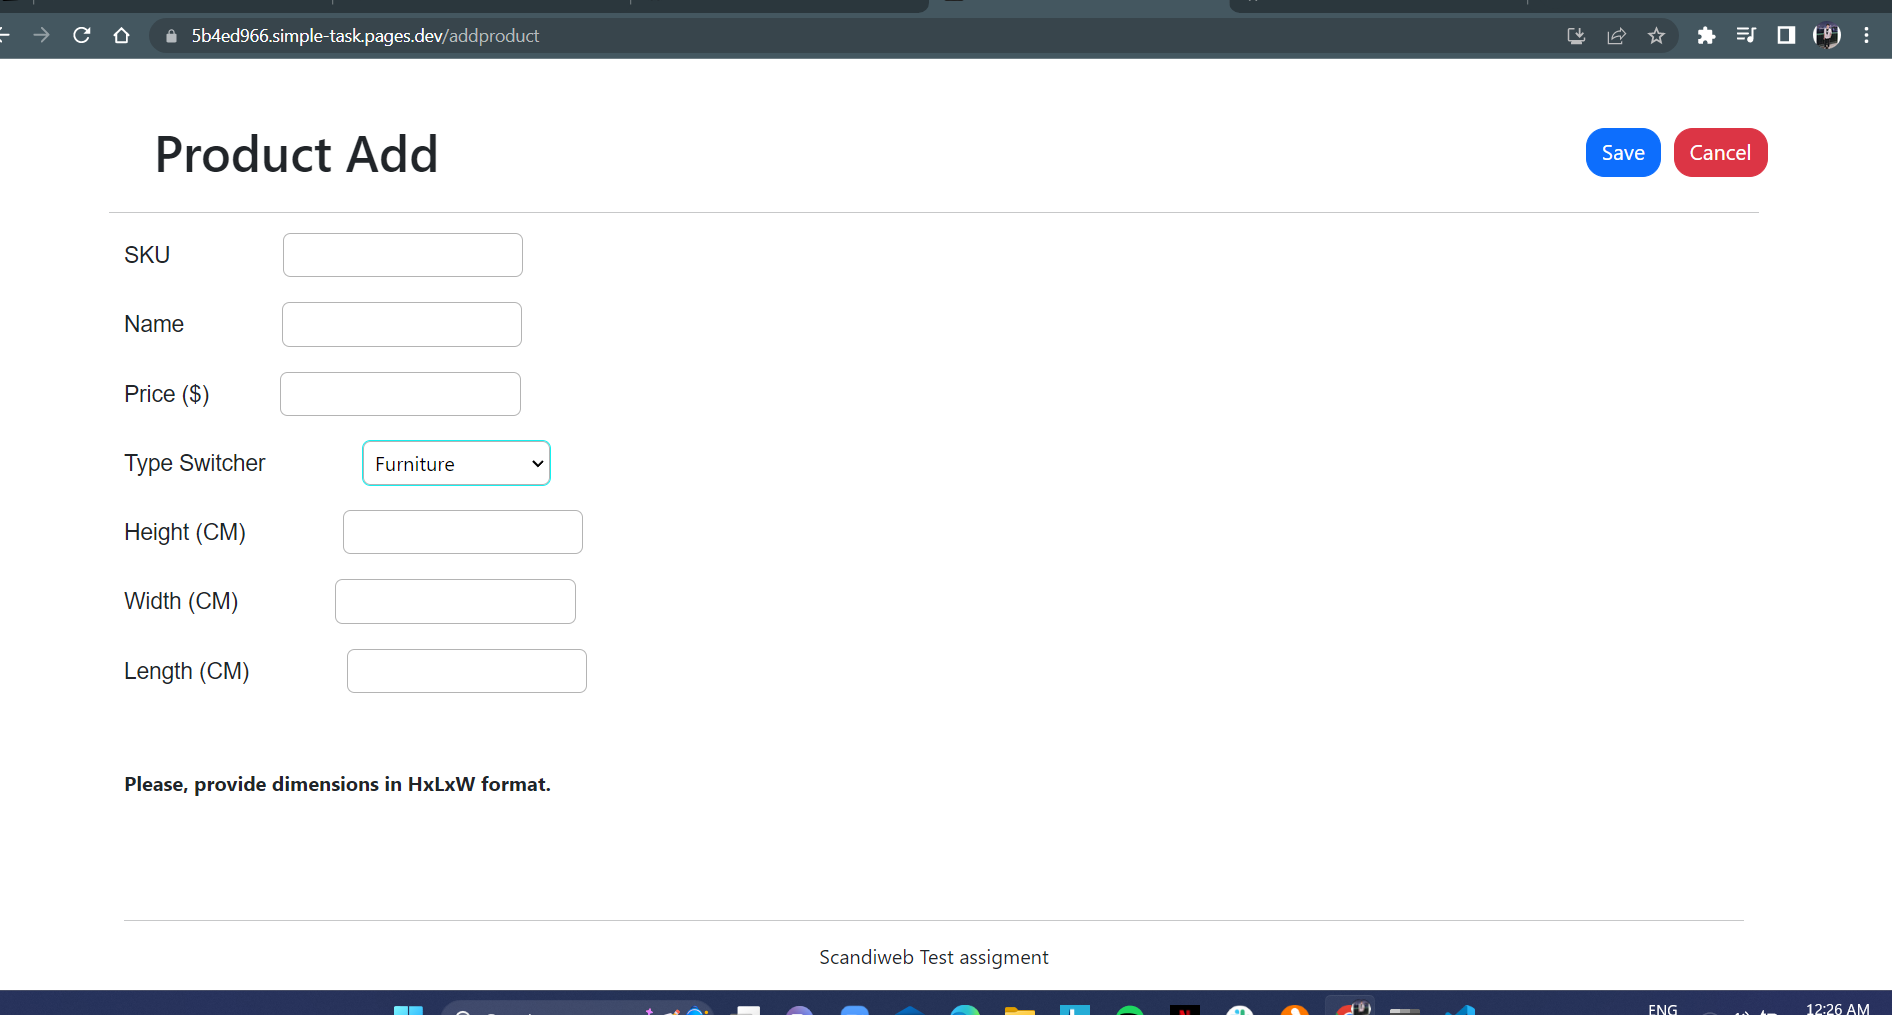 5b4ed966.simple-task.pages.dev/addproduct
Product Add
Save Cancel
SKU
Name
Price ($)
Type Switcher Furniture
Height (CM)
Width (CM)
Length (CM)
Please, provide dimensions in HxLxW format.
Scandiweb Test assigment
ENG
12:26 AM